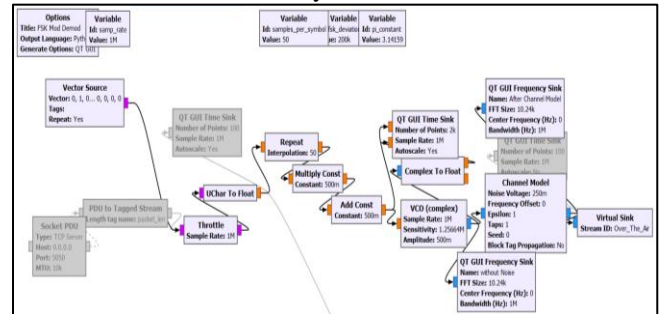 Options
Title: FSK Mod Demod
Output Language: Pyth
Generate Options: QT GUI
Variable
Id: samp_rate
Value: 1M
Variable
Id: samples_per_symbol
Value: 50
Variable
fsk_deviatio
ue: 200k
Variable
Id: pi_constant
Value: 3.14159
Vector Source
Vector: 0, 1, 0... 0, 0, 0, 0
Tags:
Repeat: Yes
QT GUI Time Sink
Number of Points: 100
Sample Rate: 1M
Autoscale: Yes
PDU to Tagged Stream
Length tag name: packet_len
Socket PDU
Type: TCP Server
Host: 0.0.0.0
Port: 5050
MTU: 10k
Throttle
Sample Rate: 1M
UChar To Float
Repeat
Interpolation: 50
Multiply Const
Constant: 500m
Add Const
Constant: 500m
QT GUI Time Sink
Number of Points: 2k
Sample Rate: 1M
Autoscale: Yes
Complex To Float
VCO (complex)
Sample Rate: 1M
Sensitivity: 1.25664M
Amplitude: 500m
QT GUI Frequency Sink
Name: After Channel Model
FFT Size: 10.24k
Center Frequency (Hz): 0
Bandwidth (Hz): 1M
QT GUI Time Sink
Number of Points: 100
Sample Rate: 1M
Channel Model
Noise Voltage: 250m
Frequency Offset: 0
Epsilon: 1
Taps: 1
Seed: 0
Block Tag Propagation: No
Virtual Sink
Stream ID: Over_The_Air
QT GUI Frequency Sink
Name: without Noise
FFT Size: 10.24k
Center Frequency (Hz): 0
Bandwidth (Hz): 1M